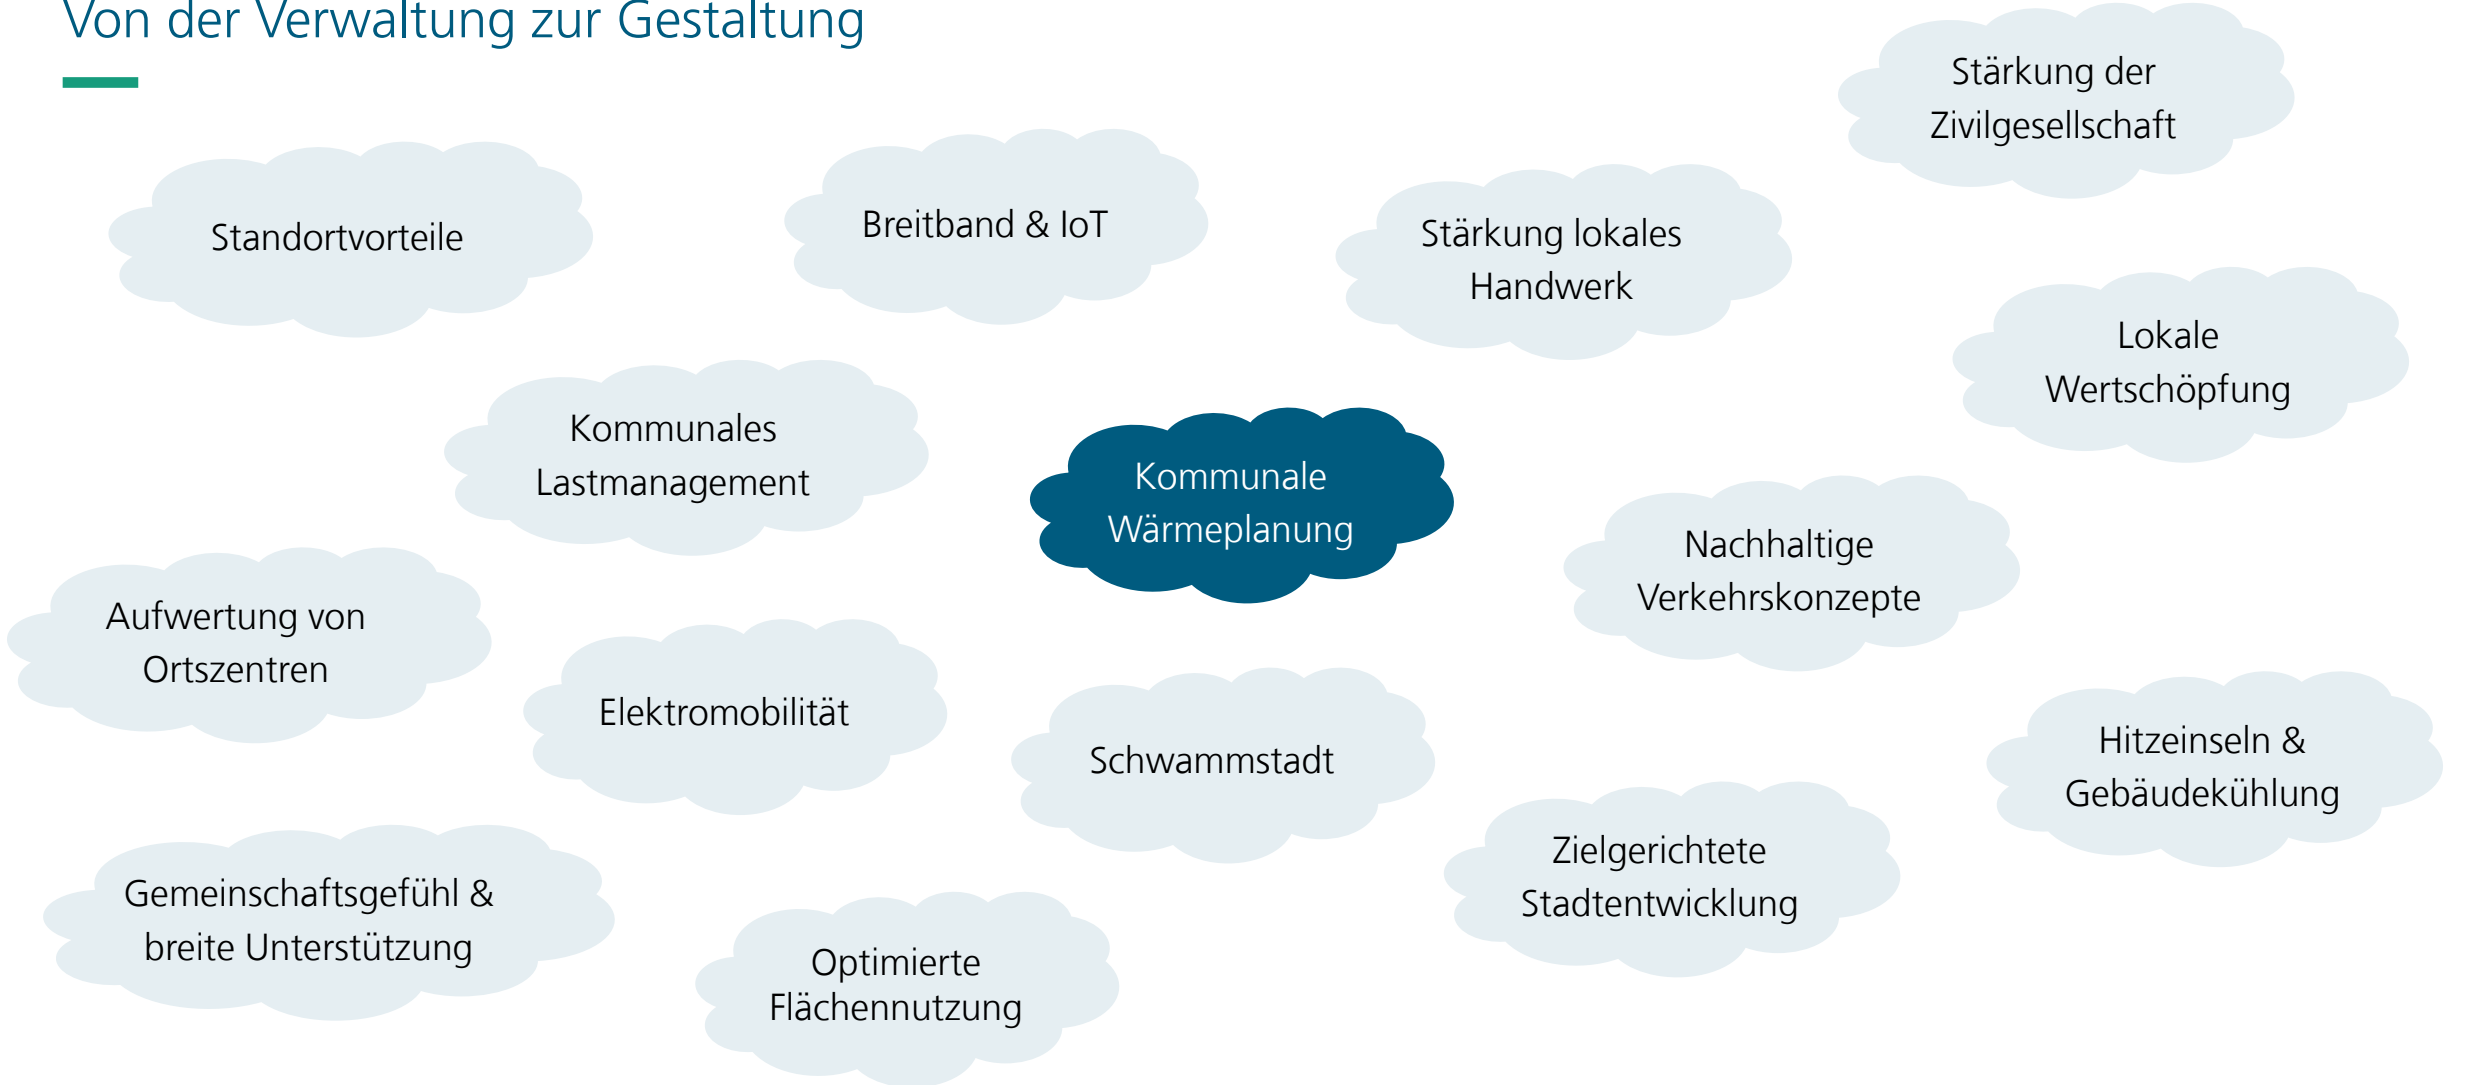 Von der Verwaltung zur Gestaltung
Stärkung der
Zivilgesellschaft
Standortvorteile
Breitband & IoT
Stärkung lokales
Handwerk
Lokale
Wertschöpfung
Kommunales
Lastmanagement
Kommunale
Wärmeplanung
Nachhaltige
Verkehrskonzepte
Aufwertung von
Ortszentren
Elektromobilität
Schwammstadt
Hitzeinseln &
Gebäudekühlung
Zielgerichtete
Stadtentwicklung
Gemeinschaftsgefühl &
breite Unterstützung
Optimierte
Flächennutzung